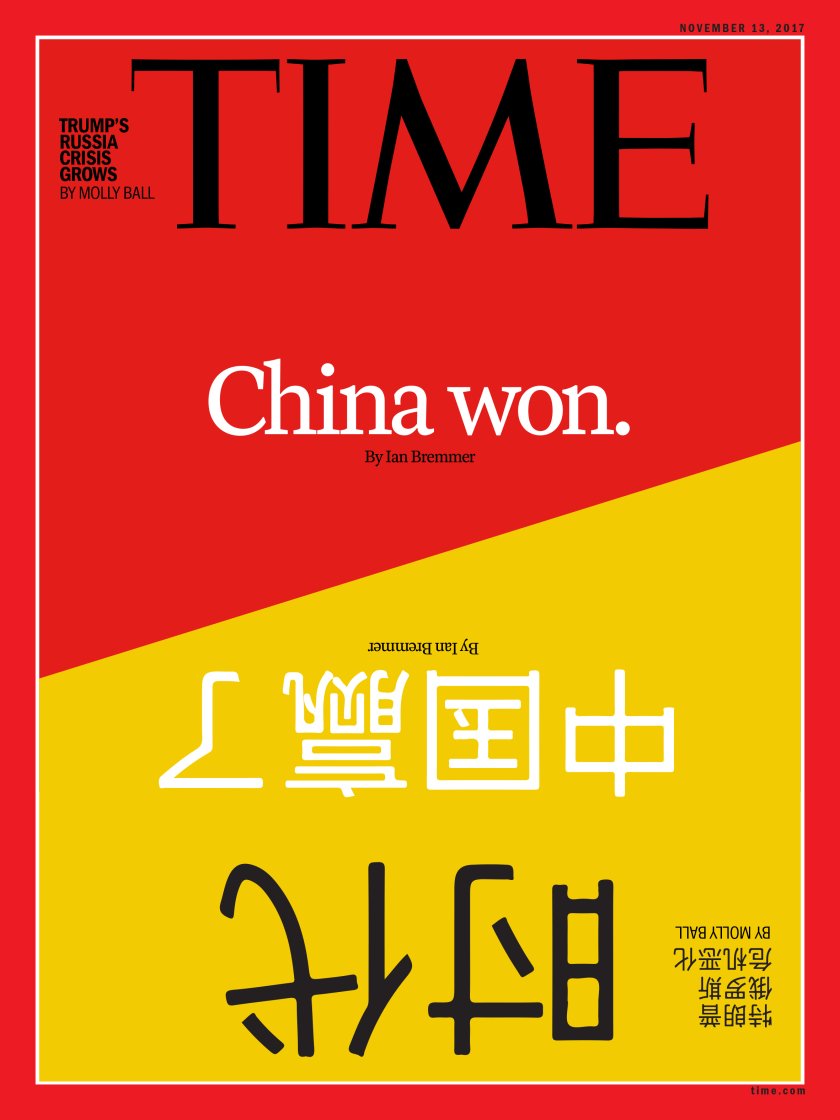 NOVEMBER 13, 2017
TIME
TRUMP'S
RUSSIA
CRISIS
GROWS
BY MOLLY BALL
China won.
By Ian Bremmer
时代
特朗普
俄罗斯
危机恶化
BY MOLLY BALL
中国赢了
By Ian Bremmer
time.com